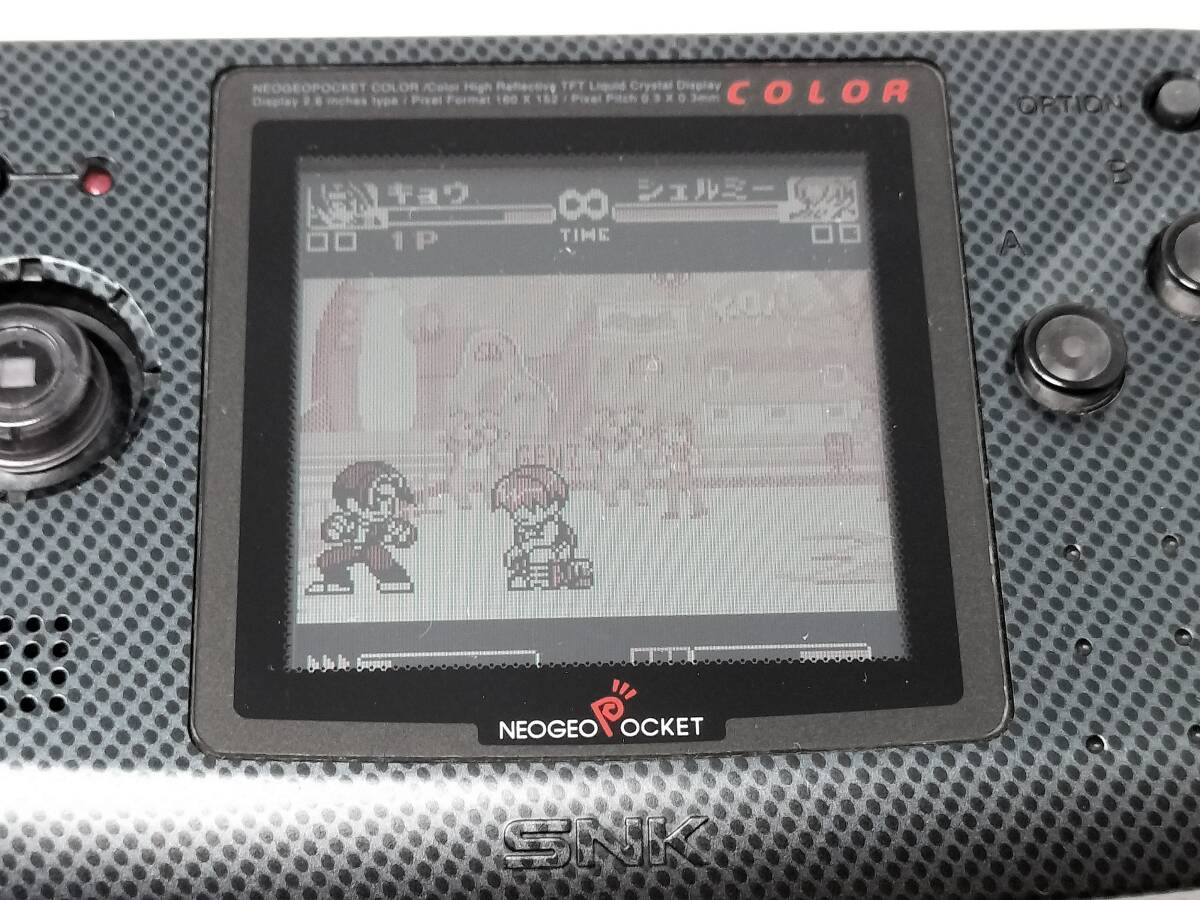 NEOGEOPOCKET COLOR /Color High Reflective TFT Liquid Crystal Display
Display 2.6 inches type / Pixel Format 160 X 152 / Pixel Pitch 0.3 X 0.3mm
COLOR
OPTION
B
A
キョウ
シェルミー
1P
TIME
NEOGEO POCKET
SNK